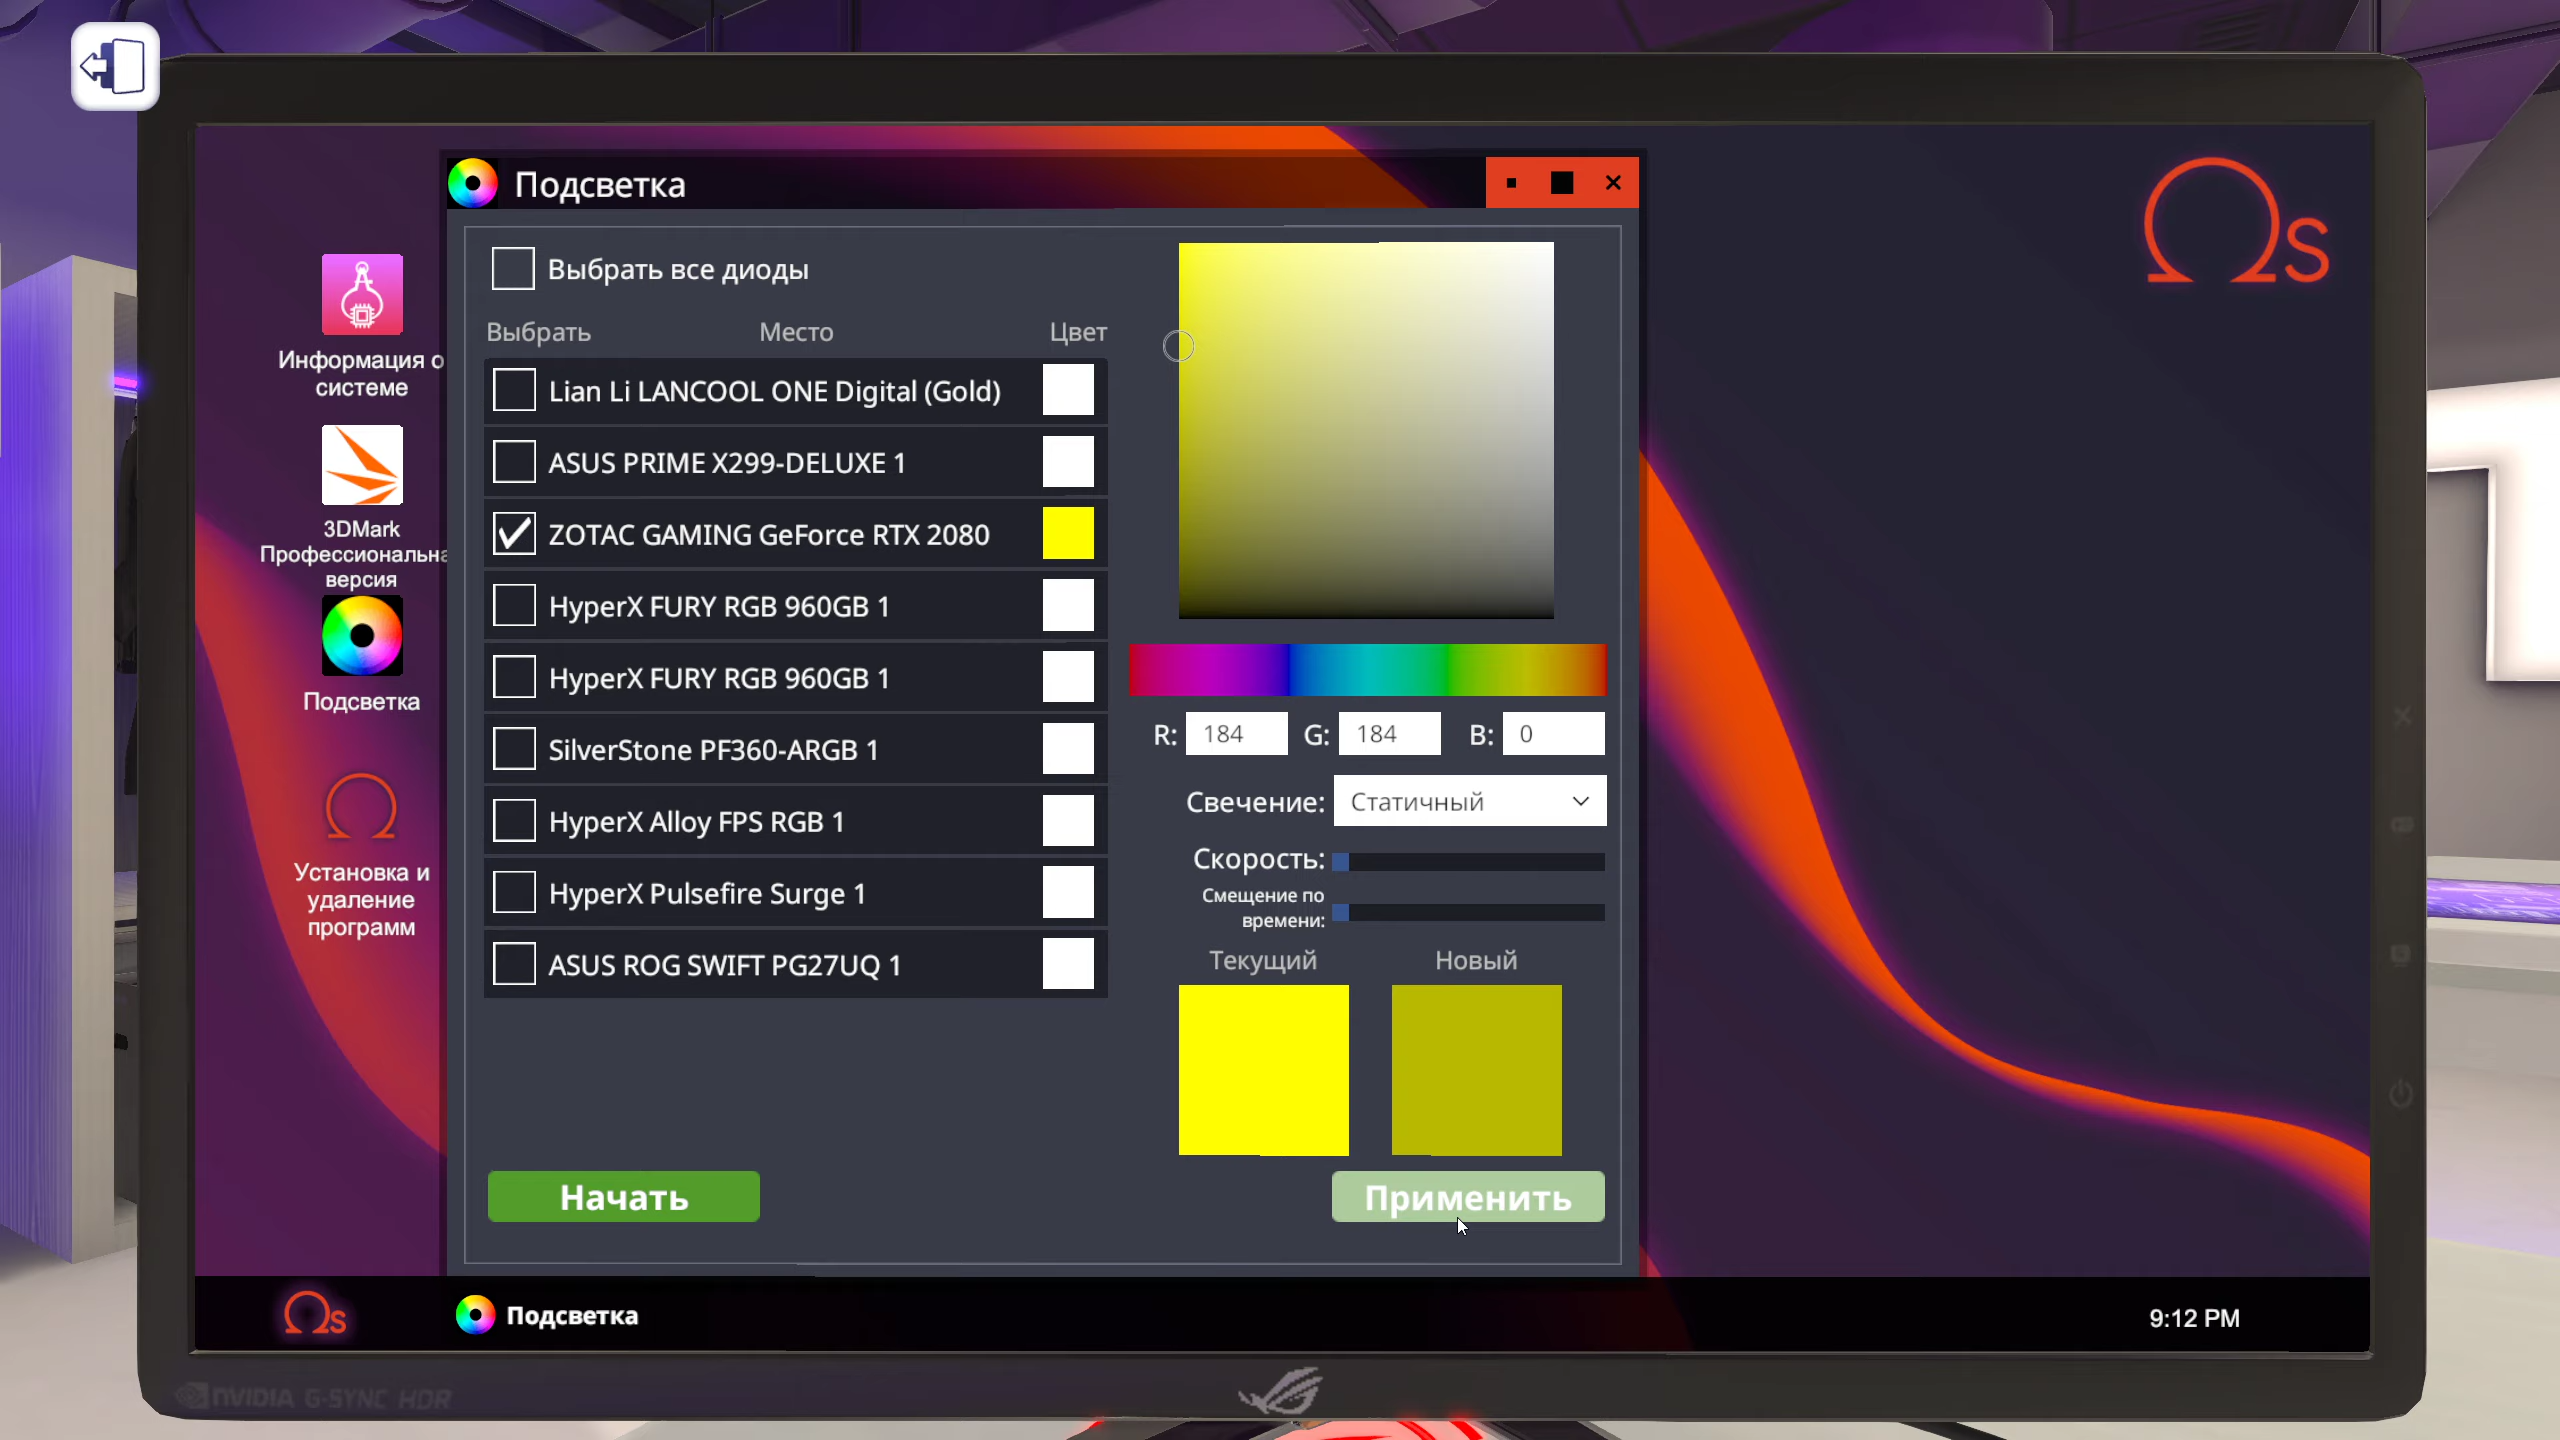 Подсветка
Выбрать все диоды
Выбрать Место Цвет
Lian Li LANCOOL ONE Digital (Gold)
ASUS PRIME X299-DELUXE 1
ZOTAC GAMING GeForce RTX 2080
HyperX FURY RGB 960GB 1
HyperX FURY RGB 960GB 1
SilverStone PF360-ARGB 1
HyperX Alloy FPS RGB 1
HyperX Pulsefire Surge 1
ASUS ROG SWIFT PG27UQ 1
Начать
R: 184 G: 184 B: 0
Свечение: Статичный
Скорость:
Смещение по
времени:
Текущий Новый
Применить
Информация о
системе
3DMark
Профессиональна
версия
Подсветка
Установка и
удаление
программ
Ωs
Ωs
Подсветка
9:12 PM
NVIDIA G-SYNC HDR